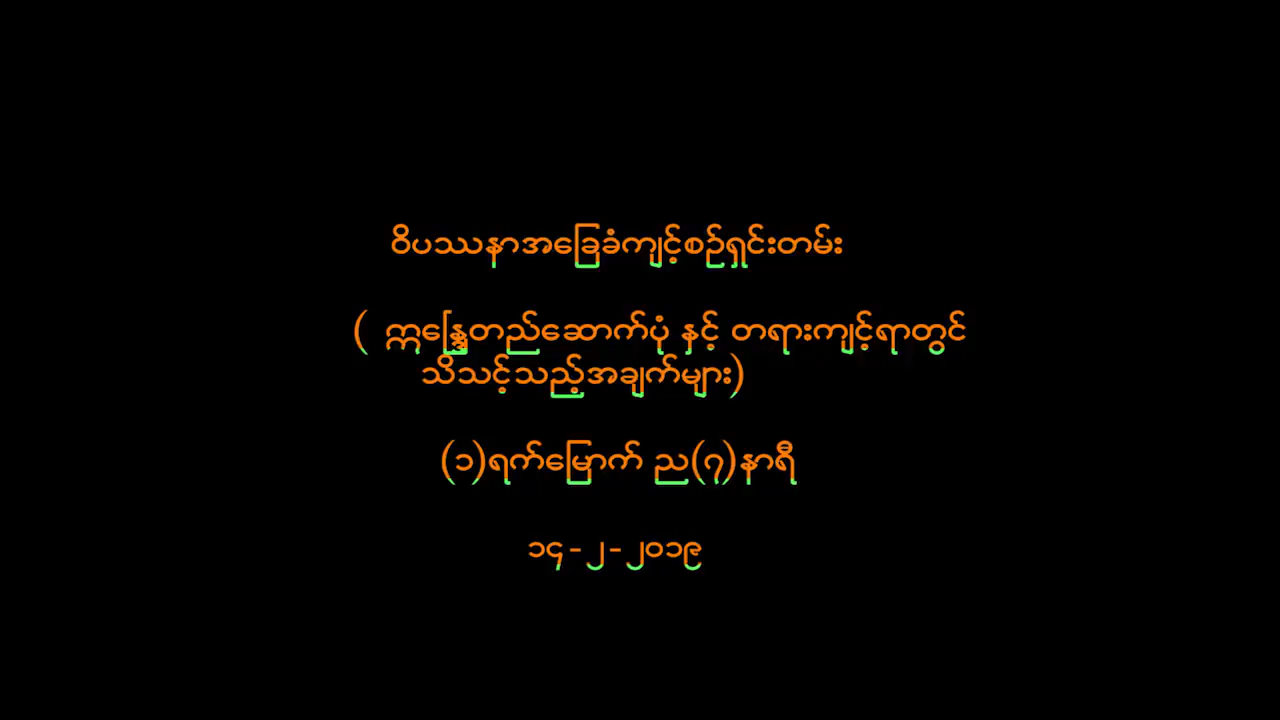 ဝိပဿနာအခြေခံကျင့်စဉ်ရှင်းတမ်း
( ဣန္ဒြေတည်ဆောက်ပုံ နှင့် တရားကျင့်ရာတွင်
သိသင့်သည့်အချက်များ)
(၁)ရက်မြောက် ည(၇)နာရီ
၁၄-၂-၂၀၁၉